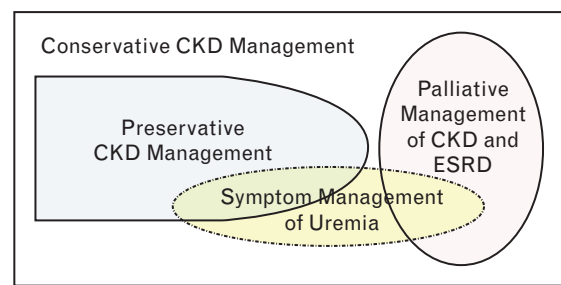 Conservative CKD Management
Preservative
CKD Management
Palliative
Management
of CKD and
ESRD
Symptom Management
of Uremia